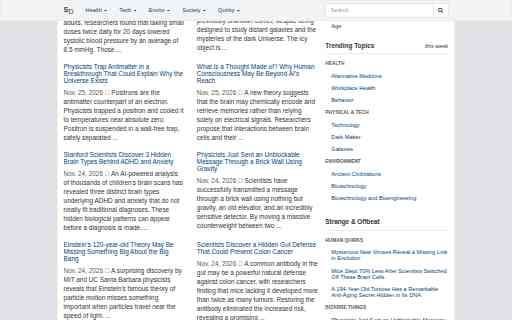 SD Health Tech Enviro Society Quirky Search
adults, researchers found that taking small
doses twice daily for 20 days lowered
systolic blood pressure by an average of
8.5 mmHg. Those ...
Physicists Trap Antimatter in a
Breakthrough That Could Explain Why the
Universe Exists
Nov. 25, 2026 □ Positrons are the
antimatter counterpart of an electron.
Physicists trapped a positron and cooled it
to temperatures near absolute zero.
Positron is suspended in a wall-free trap,
safely separated ...
Stanford Scientists Discover 3 Hidden
Brain Types Behind ADHD and Anxiety
Nov. 24, 2026 □ An AI-powered analysis
of thousands of children's brain scans has
revealed three distinct brain types
underlying ADHD and anxiety that do not
neatly fit traditional diagnoses. These
hidden biological patterns can appear
before a diagnosis is made. ...
Einstein's 120-year-old Theory May Be
Missing Something Big About the Big
Bang
Nov. 24, 2026 □ A surprising discovery by
MIT and UC Santa Barbara physicists
reveals that Einstein's famous theory of
particle motion misses something
important when particles travel near the
speed of light. ...
designed to study distant galaxies and the
mysteries of the dark Universe. The icy
object is ...
What is a Thought Made of? Why Human
Consciousness May Be Beyond AI's
Reach
Nov. 25, 2026 □ A new theory suggests
that the brain may chemically encode and
retrieve memories rather than relying
solely on electrical signals. Researchers
propose that interactions between brain
cells and their ...
Physicists Just Sent an Unblockable
Message Through a Brick Wall Using
Gravity
Nov. 24, 2026 □ Scientists have
successfully transmitted a message
through a brick wall using nothing but
gravity, an old elevator, and an incredibly
sensitive detector. By moving a massive
counterweight between two ...
Scientists Discover a Hidden Gut Defense
That Could Prevent Colon Cancer
Nov. 24, 2026 □ A common antibody in the
gut may be a powerful natural defense
against colon cancer, with researchers
finding that mice lacking it developed more
than twice as many tumors. Restoring the
antibody eliminated the increased risk,
revealing a promising ...
Age
Trending Topics this week
HEALTH
Alternative Medicine
Workplace Health
Behavior
PHYSICAL & TECH
Technology
Dark Matter
Galaxies
ENVIRONMENT
Ancient Civilizations
Biotechnology
Biotechnology and Bioengineering
Strange & Offbeat
HUMAN QUIRKS
Mysterious New Viruses Reveal a Missing Link
in Evolution
Mice Slept 70% Less After Scientists Switched
Off These Brain Cells
A 194-Year-Old Tortoise Has a Remarkable
Anti-Aging Secret Hidden in Its DNA
BIZARRE THINGS